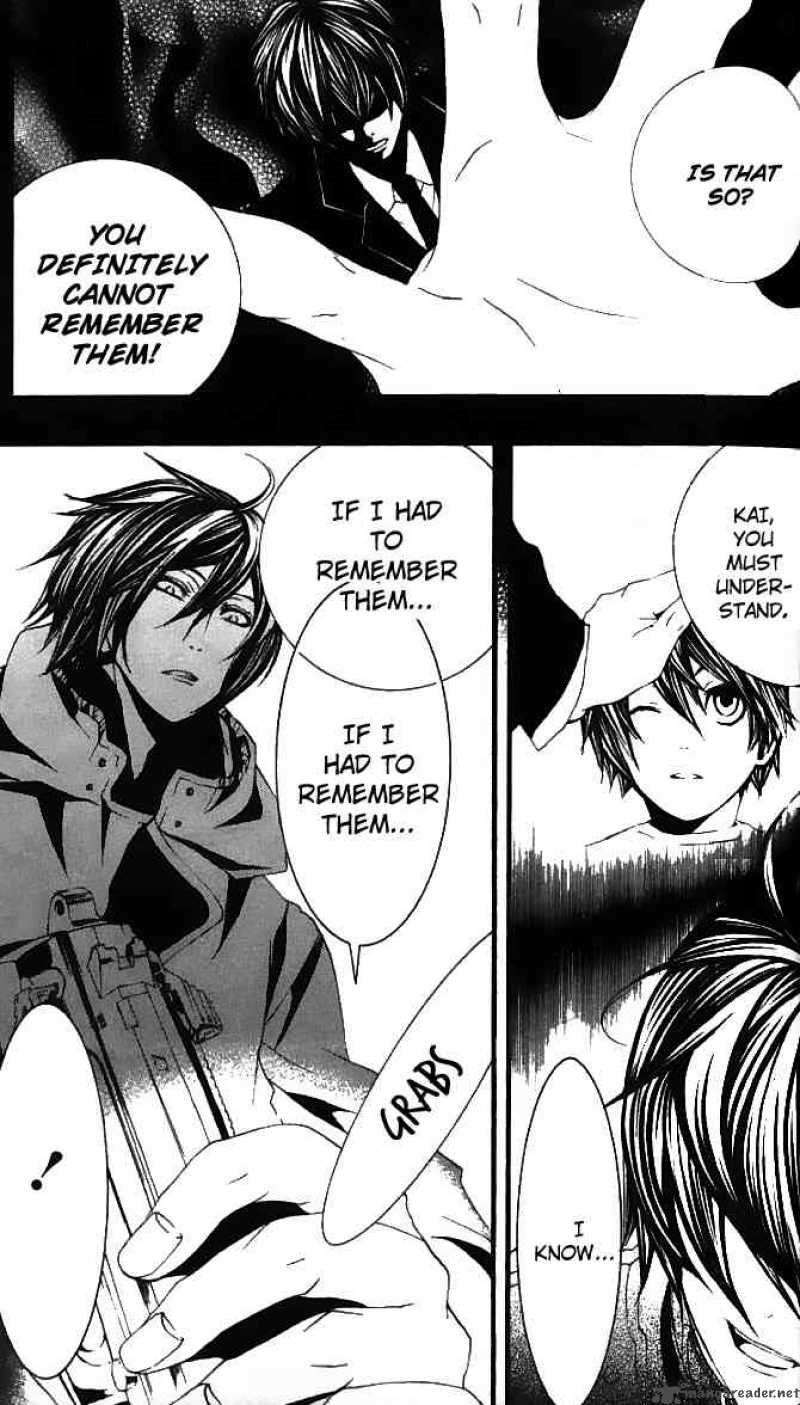 IS THAT
SO?
YOU
DEFINITELY
CANNOT
REMEMBER
THEM!
KAI,
YOU
MUST
UNDER-
STAND.
I
KNOW...
IF I HAD
TO
REMEMBER
THEM...
IF I
HAD TO
REMEMBER
THEM...
GRABS
!
mangareader.net